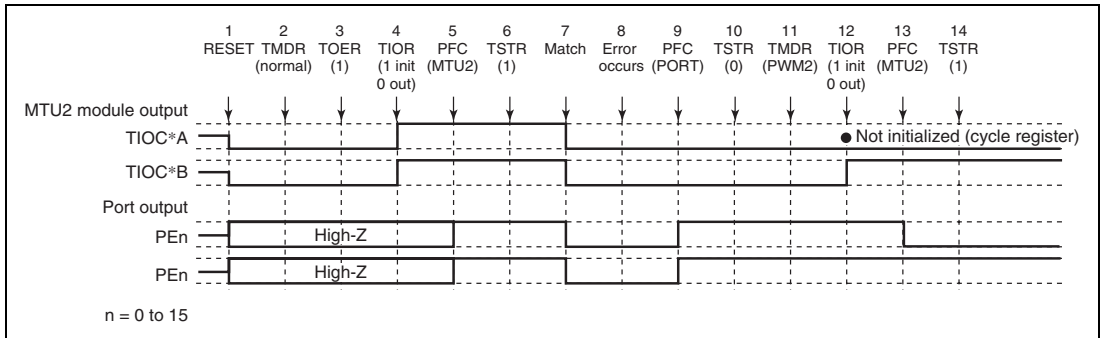 1 2 3 4 5 6 7 8 9 10 11 12 13 14
RESET TMDR TOER TIOR PFC TSTR Match Error PFC TSTR TMDR TIOR PFC TSTR
(normal) (1) (1 init (MTU2) (1) occurs (PORT) (0) (PWM2) (1 init (MTU2) (1)
0 out) 0 out)
MTU2 module output
TIOC*A ● Not initialized (cycle register)
TIOC*B
Port output
PEn High-Z
PEn High-Z
n = 0 to 15